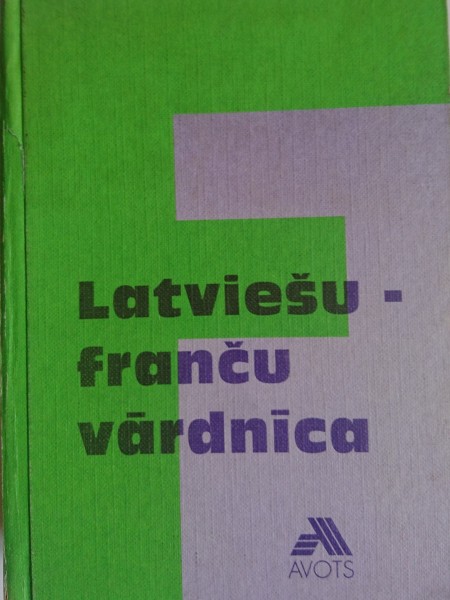 Latviešu -
franču
vārdnīca
AVOTS